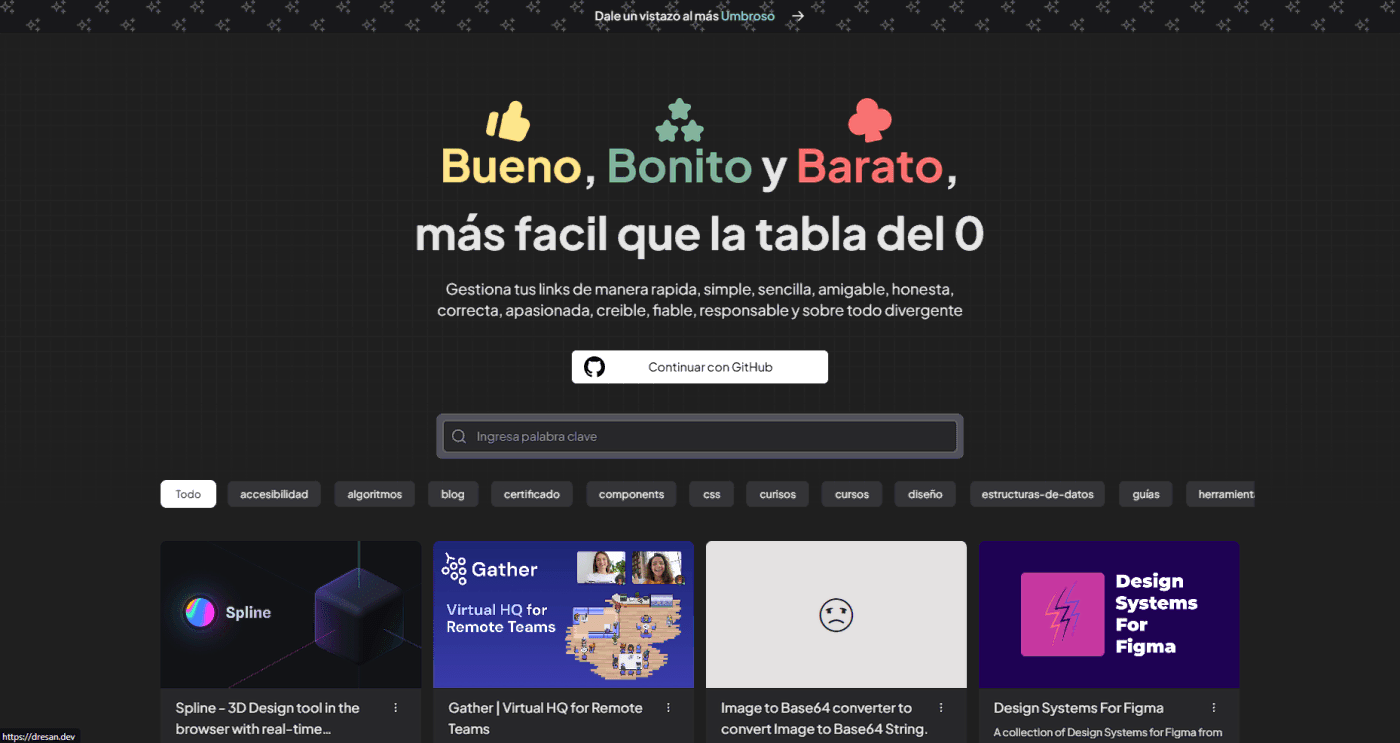 Dale un vistazo al más Umbroso →
Bueno, Bonito y Barato,
más facil que la tabla del 0
Gestiona tus links de manera rapida, simple, sencilla, amigable, honesta,
correcta, apasionada, creible, fiable, responsable y sobre todo divergente
Continuar con GitHub
Ingresa palabra clave
Todo accesibilidad algoritmos blog certificado components css curisos cursos diseño estructuras-de-datos guías herramient
Spline
Gather
Virtual HQ for
Remote Teams
Design
Systems
For
Figma
Spline - 3D Design tool in the
browser with real-time...
Gather | Virtual HQ for Remote
Teams
Image to Base64 converter to
convert Image to Base64 String.
Design Systems For Figma
A collection of Design Systems for Figma from
https://dresan.dev